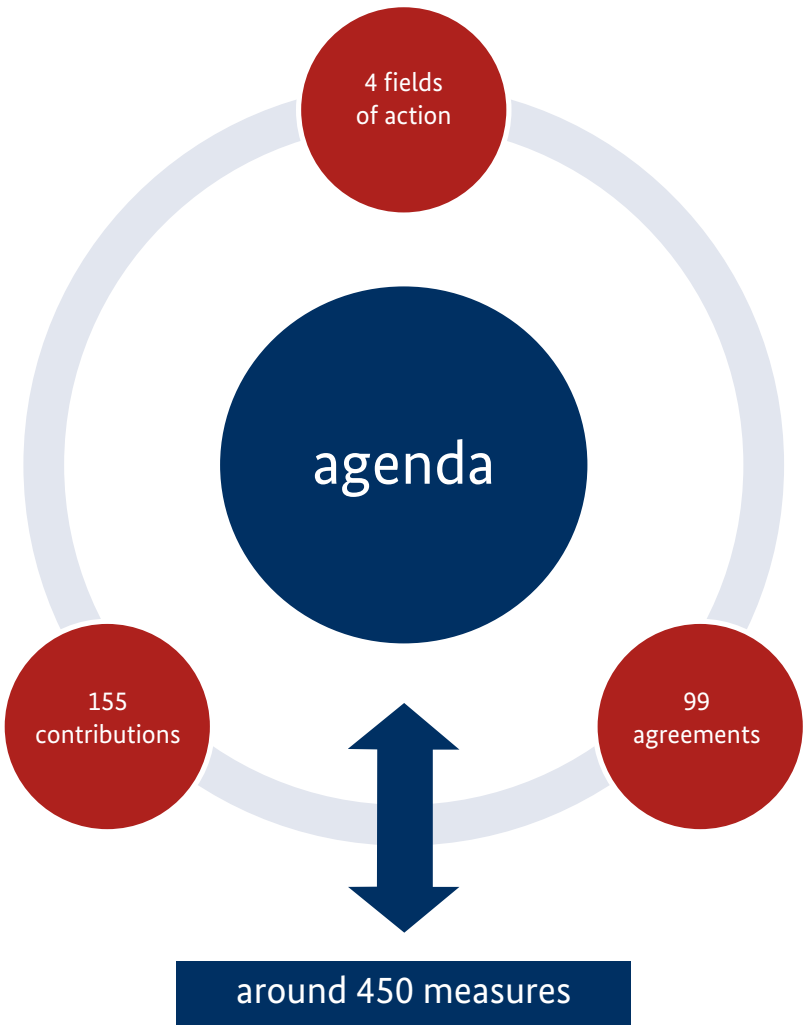 4 fields
of action
agenda
155
contributions
99
agreements
around 450 measures